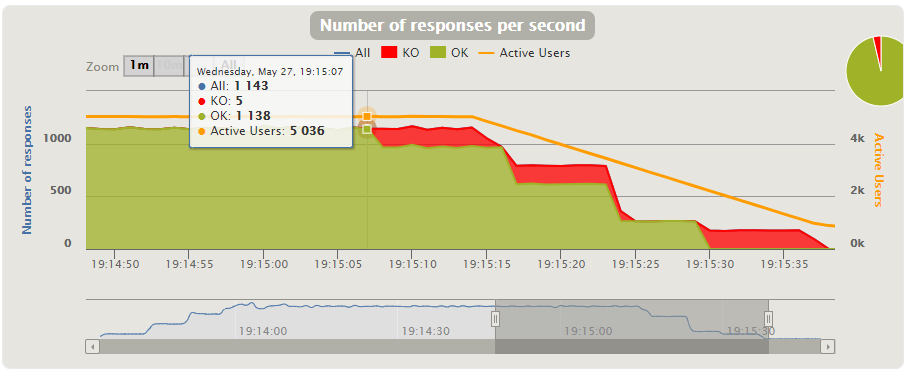 Number of responses per second
All KO OK Active Users
Zoom 1m 10m All
Wednesday, May 27, 19:15:07
All: 1 143
KO: 5
OK: 1 138
Active Users: 5 036
Number of responses
1000
500
0
4k
2k
0k
Active Users
19:14:50 19:14:55 19:15:00 19:15:05 19:15:10 19:15:15 19:15:20 19:15:25 19:15:30 19:15:35
19:14:00 19:14:30 19:15:00 19:15:30